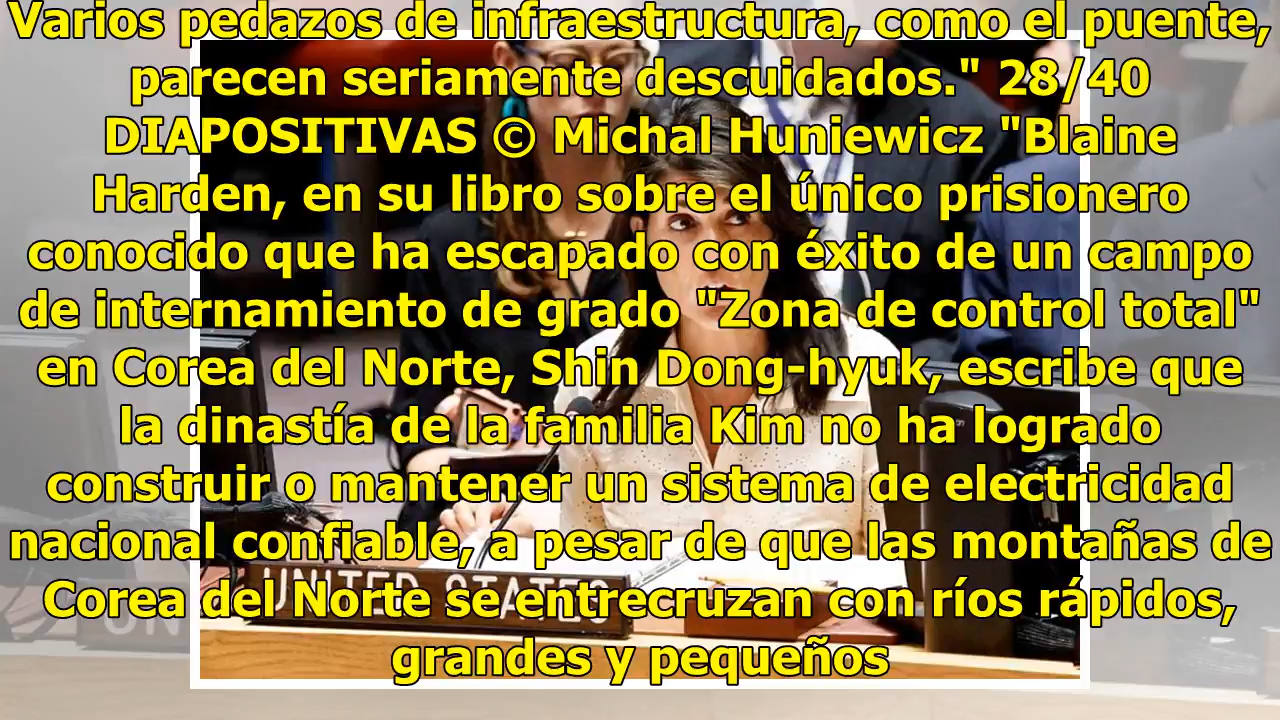 Varios pedazos de infraestructura, como el puente,
parecen seriamente descuidados." 28/40
DIAPOSITIVAS © Michal Huniewicz "Blaine
Harden, en su libro sobre el único prisionero
conocido que ha escapado con éxito de un campo
de internamiento de grado "Zona de control total"
en Corea del Norte, Shin Dong-hyuk, escribe que
la dinastía de la familia Kim no ha logrado
construir o mantener un sistema de electricidad
nacional confiable, a pesar de que las montañas de
Corea del Norte se entrecruzan con ríos rápidos,
grandes y pequeños
UNITED STATES